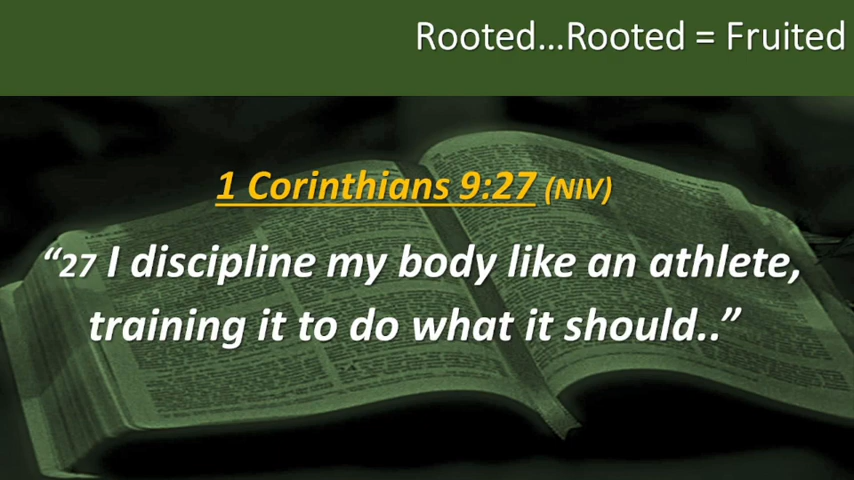 Rooted...Rooted = Fruited
1 Corinthians 9:27 (NIV)
“27 I discipline my body like an athlete,
training it to do what it should..”